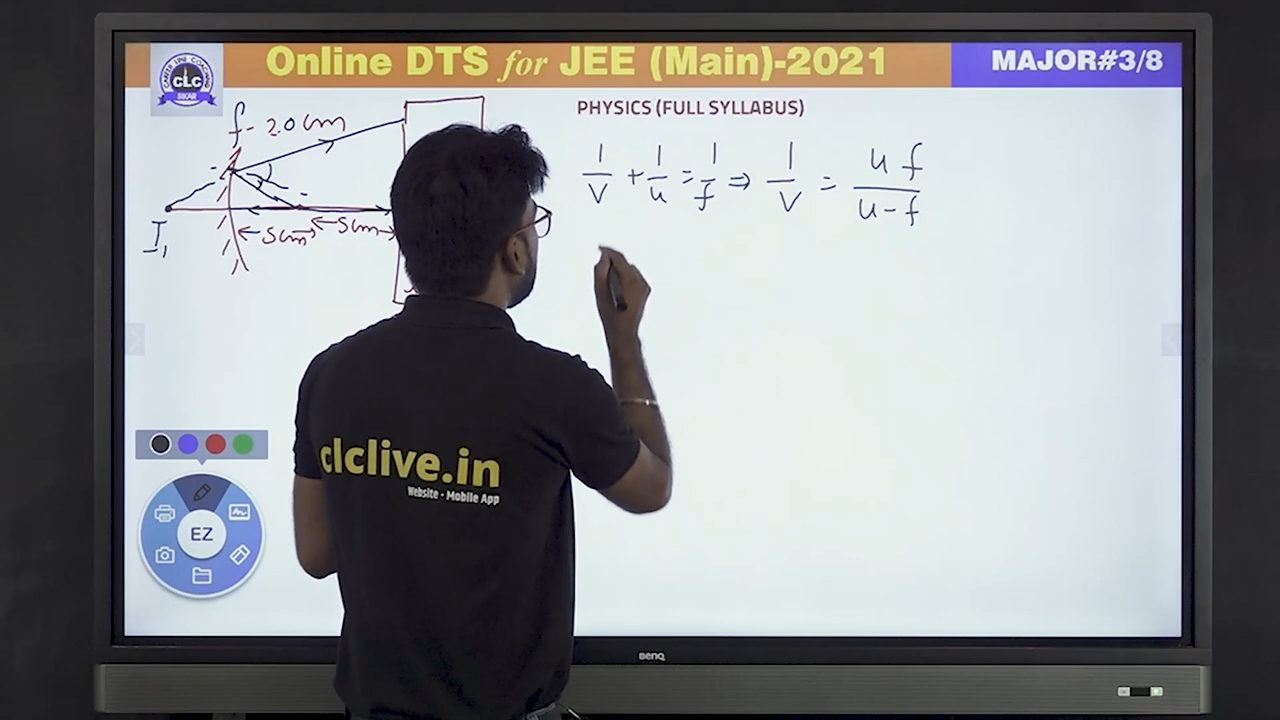 Online DTS for JEE (Main)-2021
MAJOR#3/8
CLC
SIKAR
PHYSICS (FULL SYLLABUS)
f - 20 cm
1/v + 1/u = 1/f ⇒ 1/v = uf/u-f
I₁
5cm
5cm
clclive.in
Website · Mobile App
EZ
BenQ